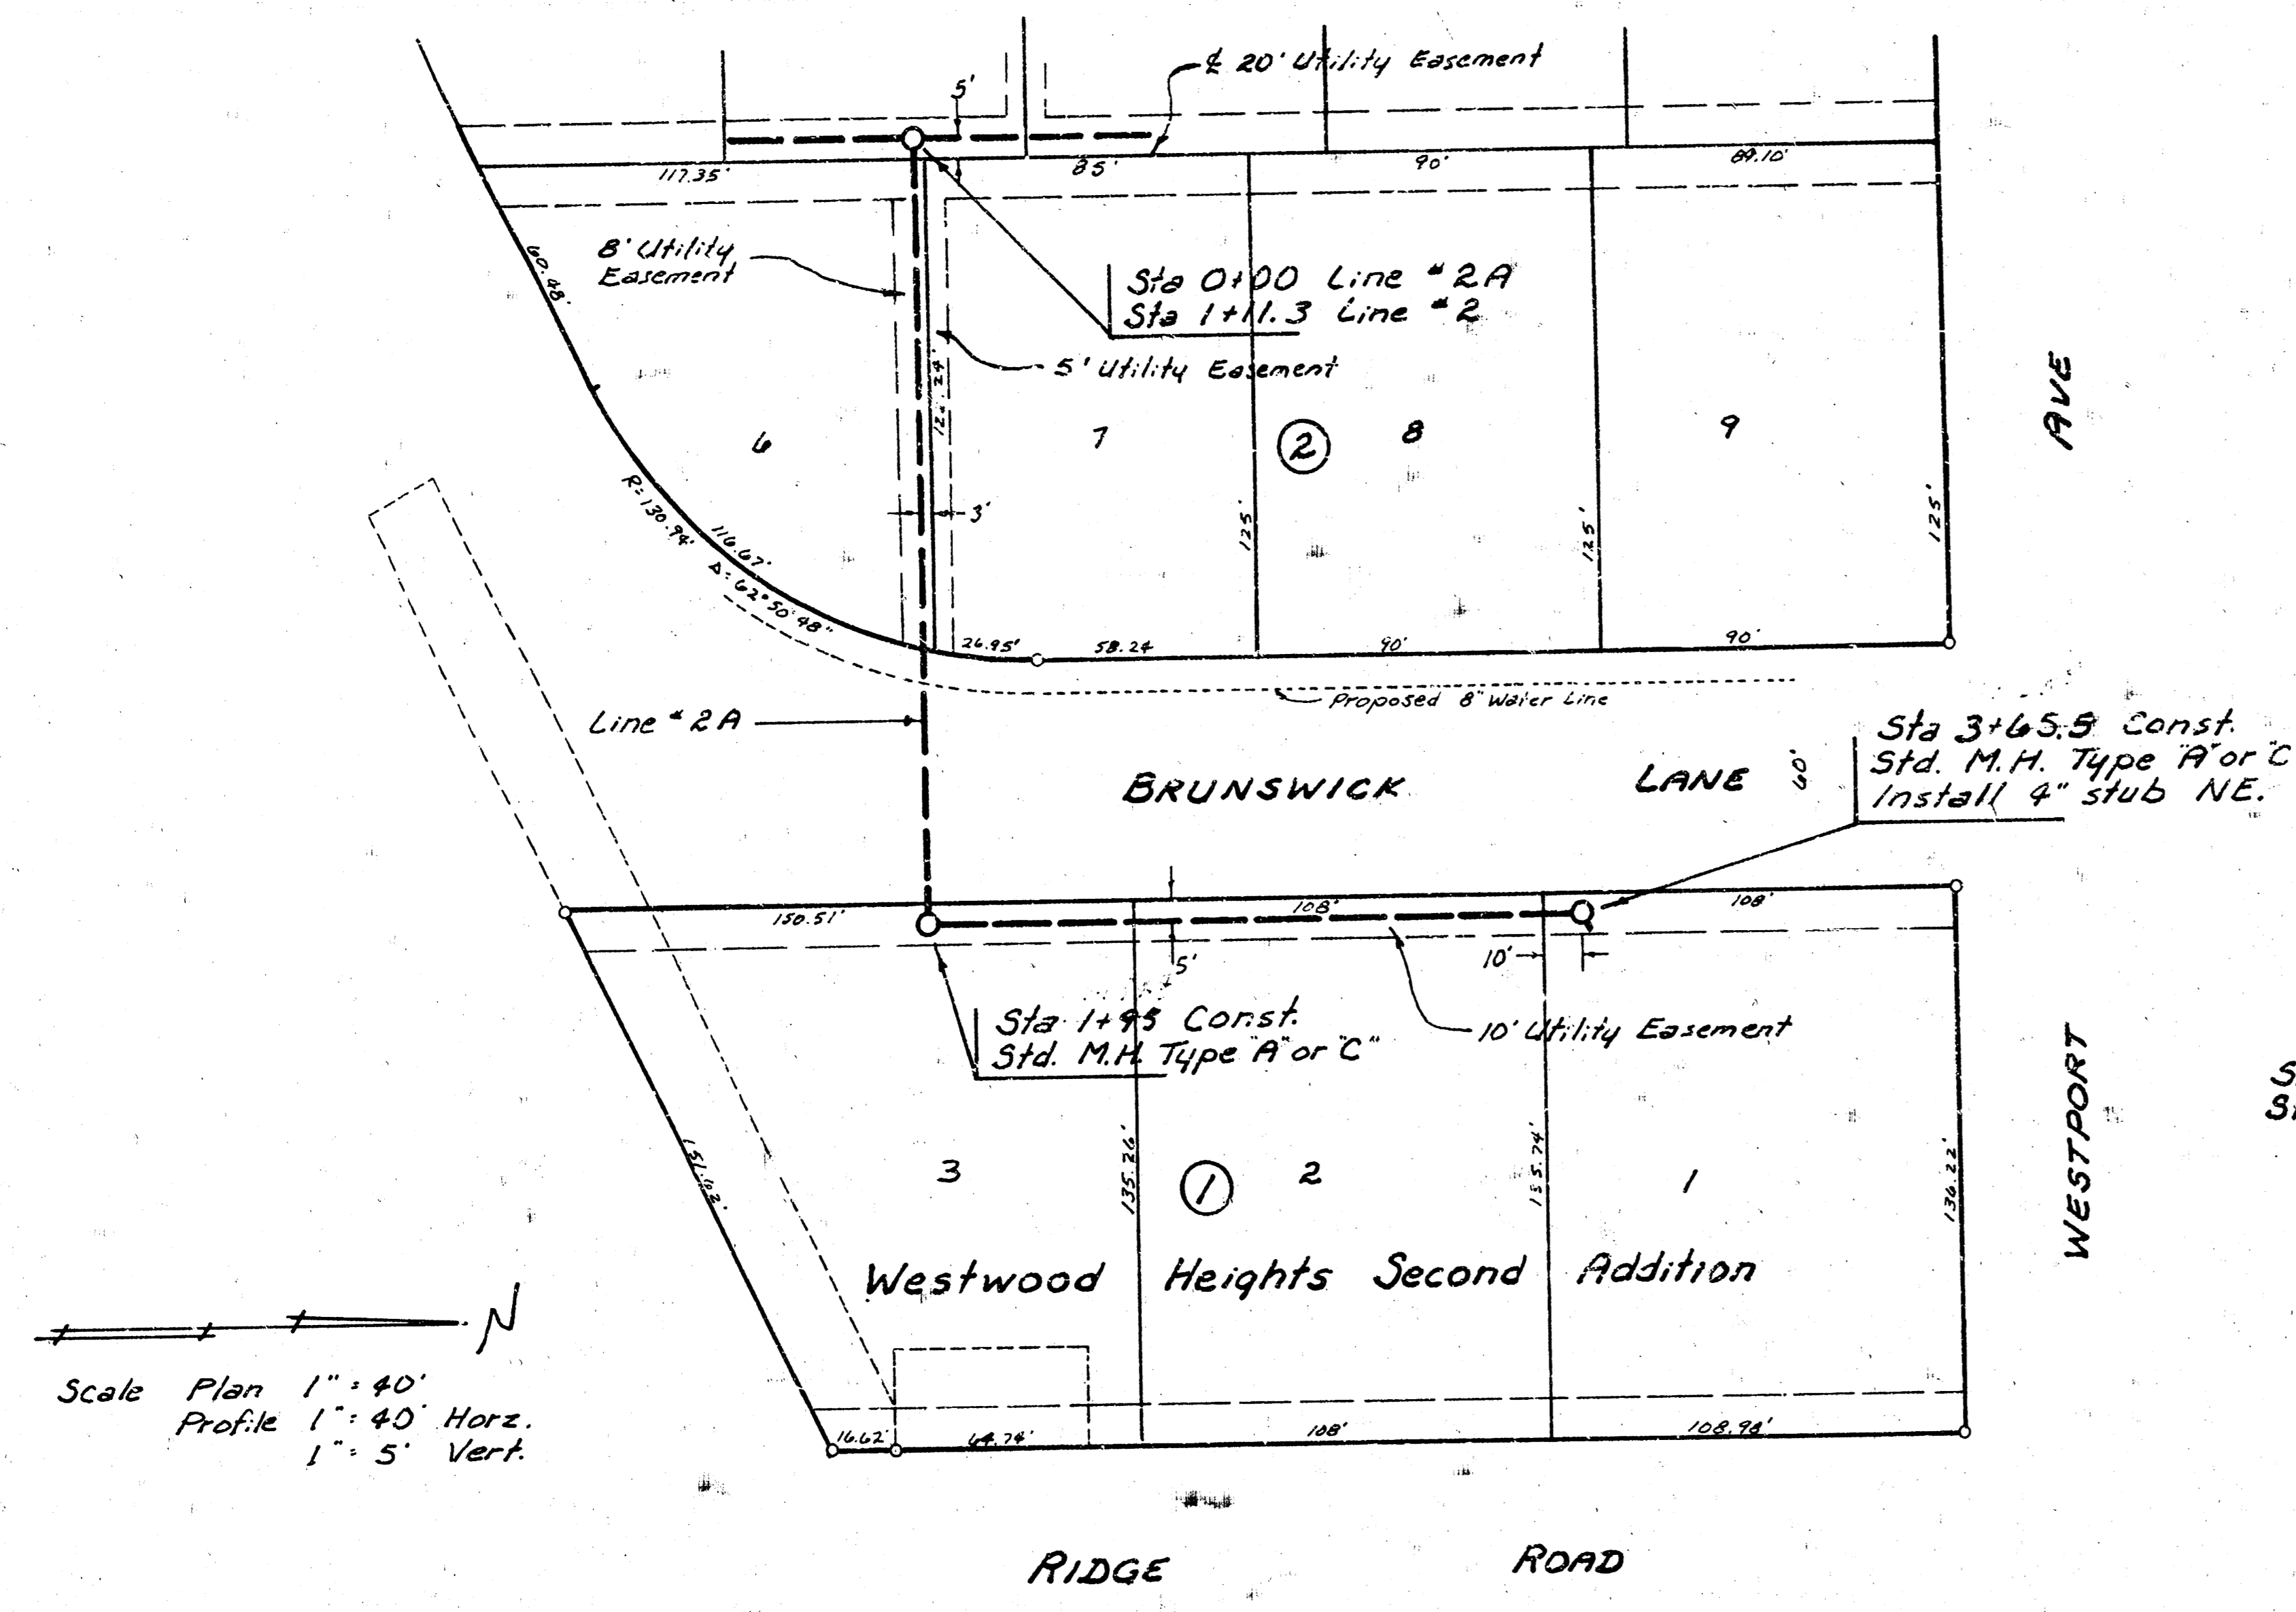 ℄ 20' Utility Easement
5'
117.35'
85'
90'
89.10'
60.48'
8' Utility
Easement
Sta 0+00 Line # 2A
Sta 1+11.3 Line # 2
5' Utility Easement
6
7
2
8
9
AVE
3'
R=130.94'
116.67'
Δ=62°50'48"
125'
125'
125'
26.95'
58.24
90'
90'
Proposed 8" Water Line
Line # 2A
BRUNSWICK LANE
60'
Sta 3+65.5 Const.
Std. M.H. Type "A" or "C
Install 4" stub NE.
150.51'
108'
108'
5'
10'
Sta 1+95 Const.
Std. M.H. Type "A" or "C"
10' Utility Easement
151.62'
3
135.26'
1
2
135.74'
1
136.22'
WESTPORT
Westwood Heights Second Addition
N
Scale Plan 1" = 40'
Profile 1" = 40' Horz.
1" = 5' Vert.
16.62'
64.74'
108'
108.98'
RIDGE ROAD